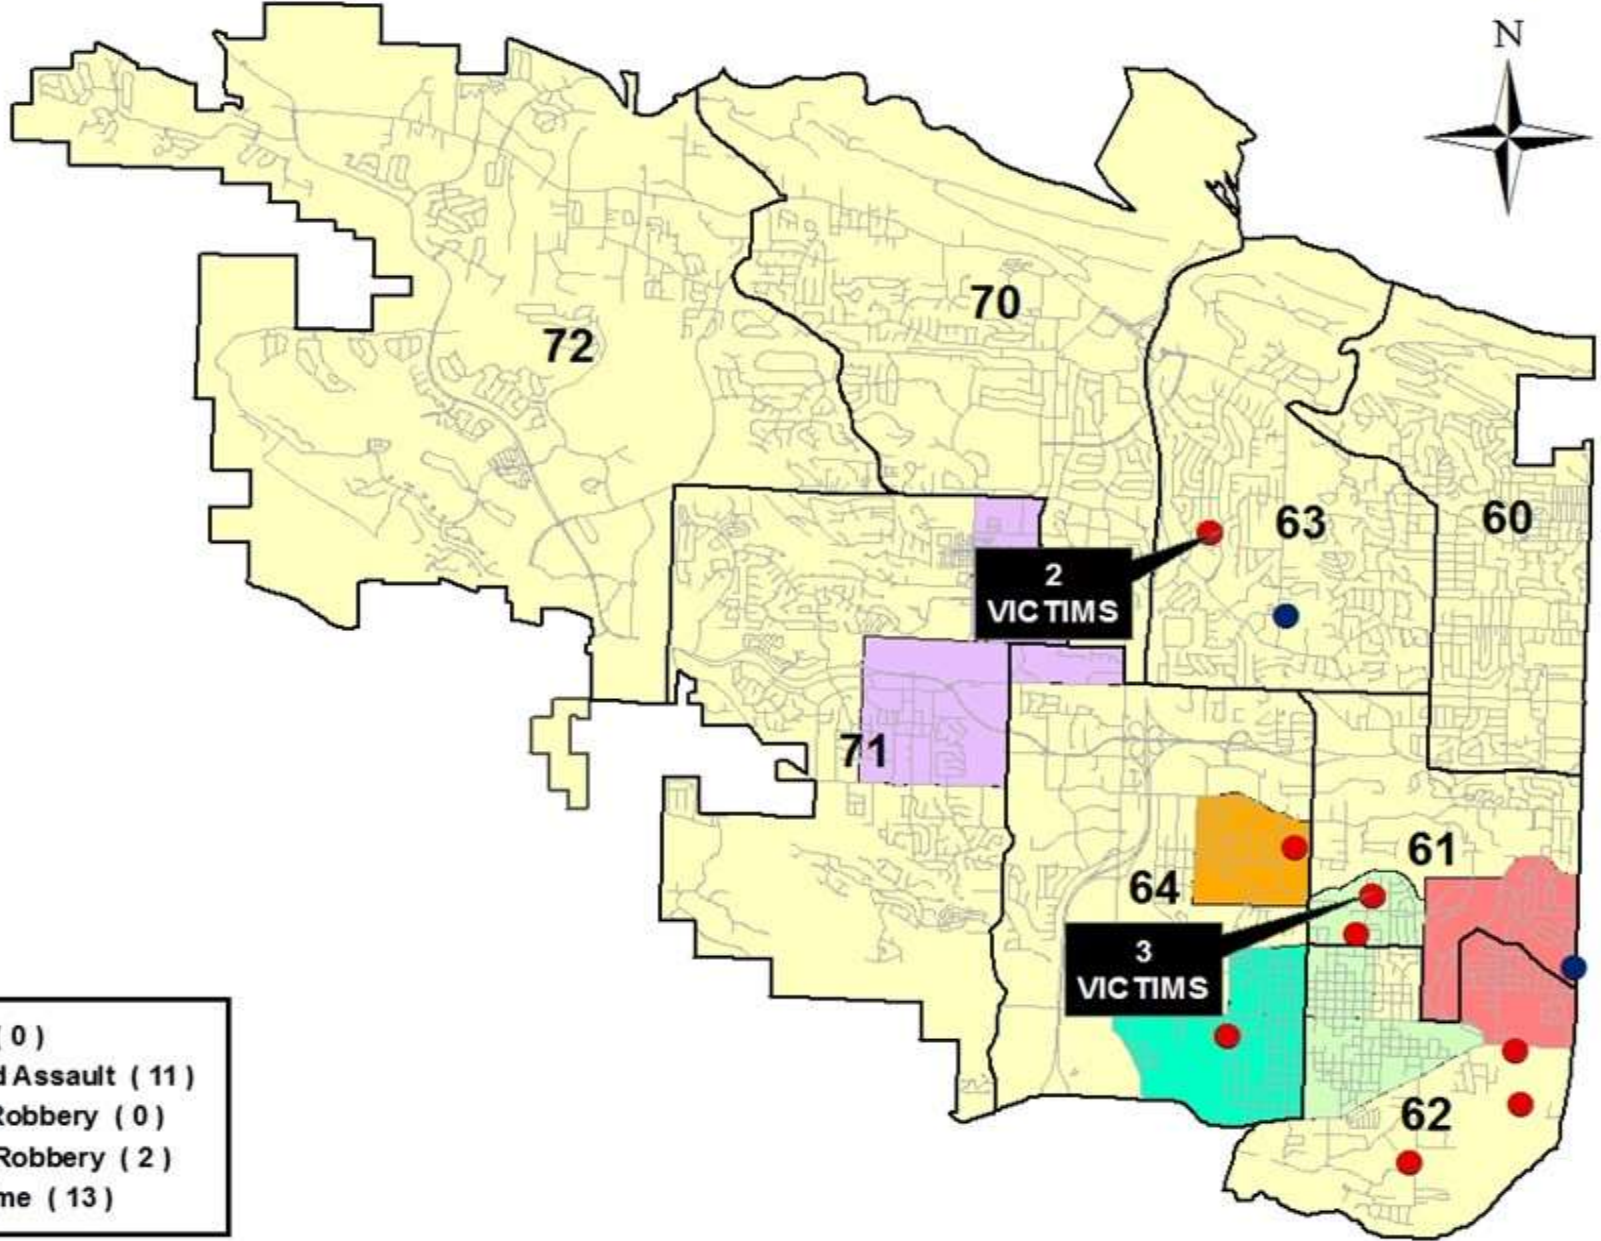 N
70
72
63
60
2
VICTIMS
71
61
64
3
VICTIMS
62
( 0 )
d Assault ( 11 )
Robbery ( 0 )
Robbery ( 2 )
me ( 13 )